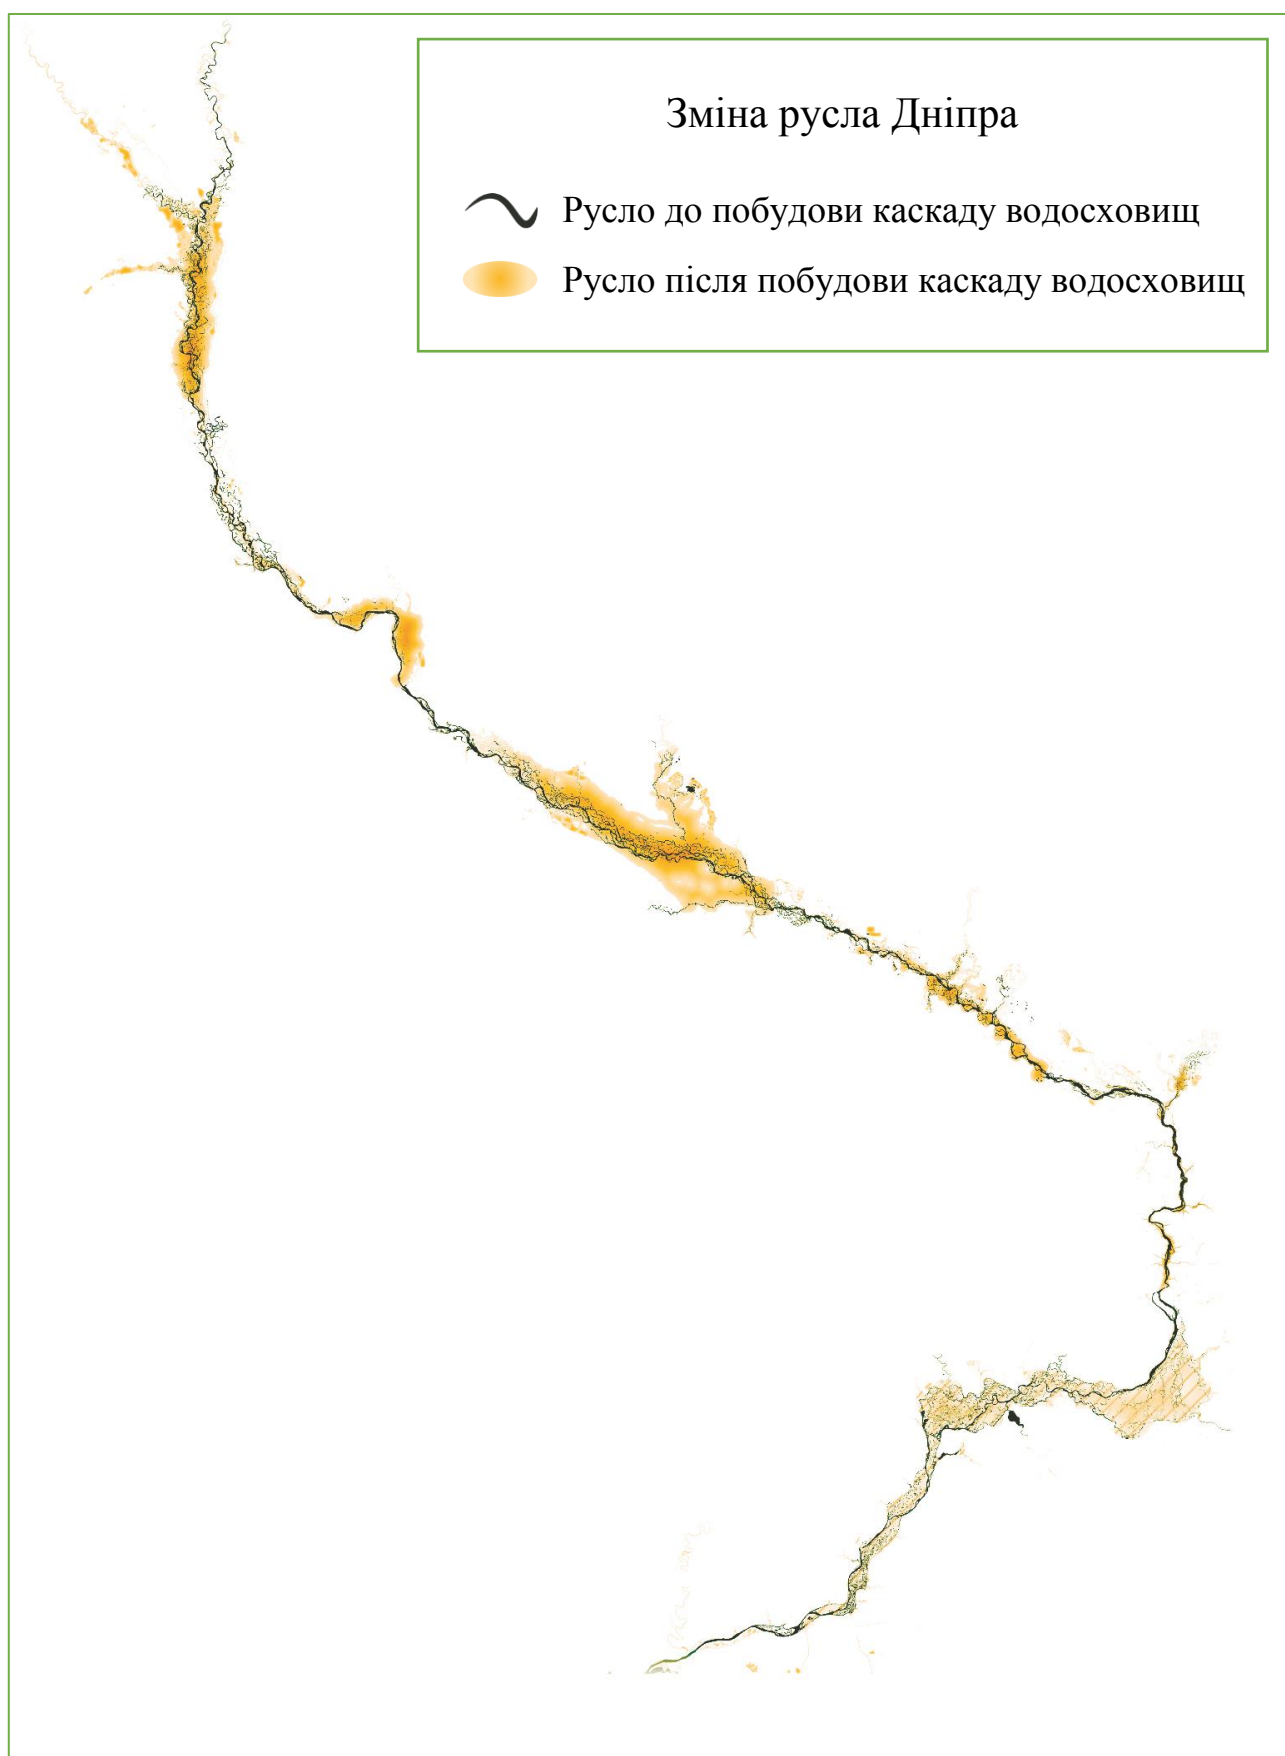 Зміна русла Дніпра
Русло до побудови каскаду водосховищ
Русло після побудови каскаду водосховищ